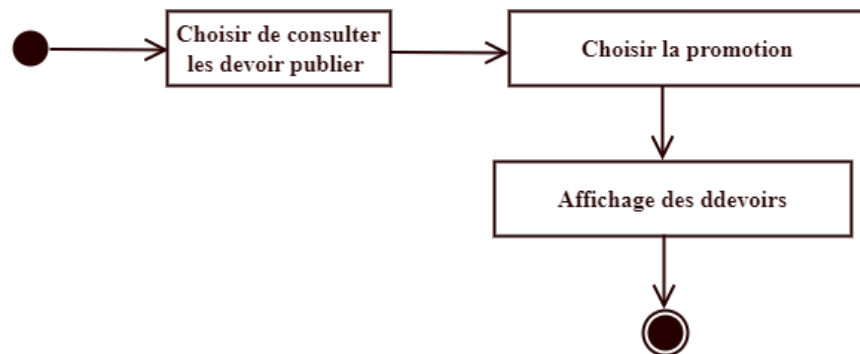 Choisir de consulter
les devoir publier
Choisir la promotion
Affichage des ddevoirs